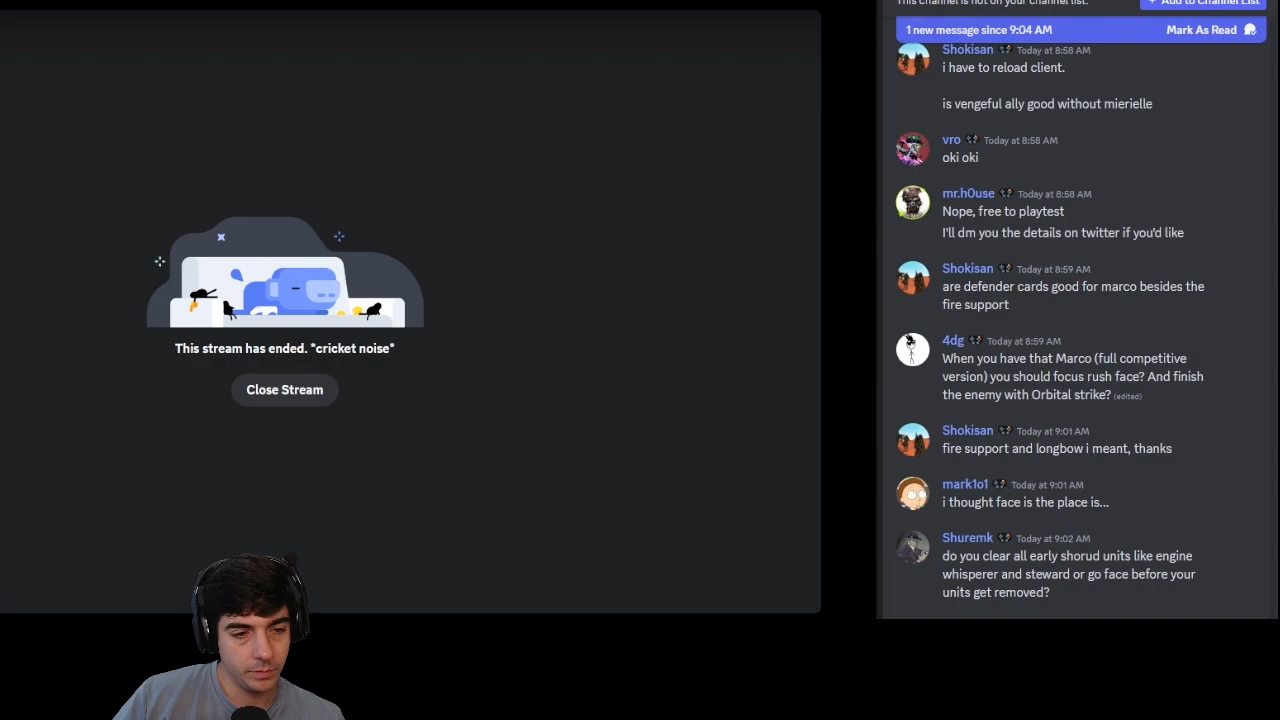 This channel is not on your channel list.
+ Add to Channel List
1 new message since 9:04 AM
Mark As Read
Shokisan Today at 8:58 AM
i have to reload client.
is vengeful ally good without mierielle
vro Today at 8:58 AM
oki oki
mr.h0use Today at 8:58 AM
Nope, free to playtest
I'll dm you the details on twitter if you'd like
Shokisan Today at 8:59 AM
are defender cards good for marco besides the
fire support
4dg Today at 8:59 AM
When you have that Marco (full competitive
version) you should focus rush face? And finish
the enemy with Orbital strike? (edited)
Shokisan Today at 9:01 AM
fire support and longbow i meant, thanks
mark1o1 Today at 9:01 AM
i thought face is the place is...
Shuremk Today at 9:02 AM
do you clear all early shorud units like engine
whisperer and steward or go face before your
units get removed?
This stream has ended. *cricket noise*
Close Stream